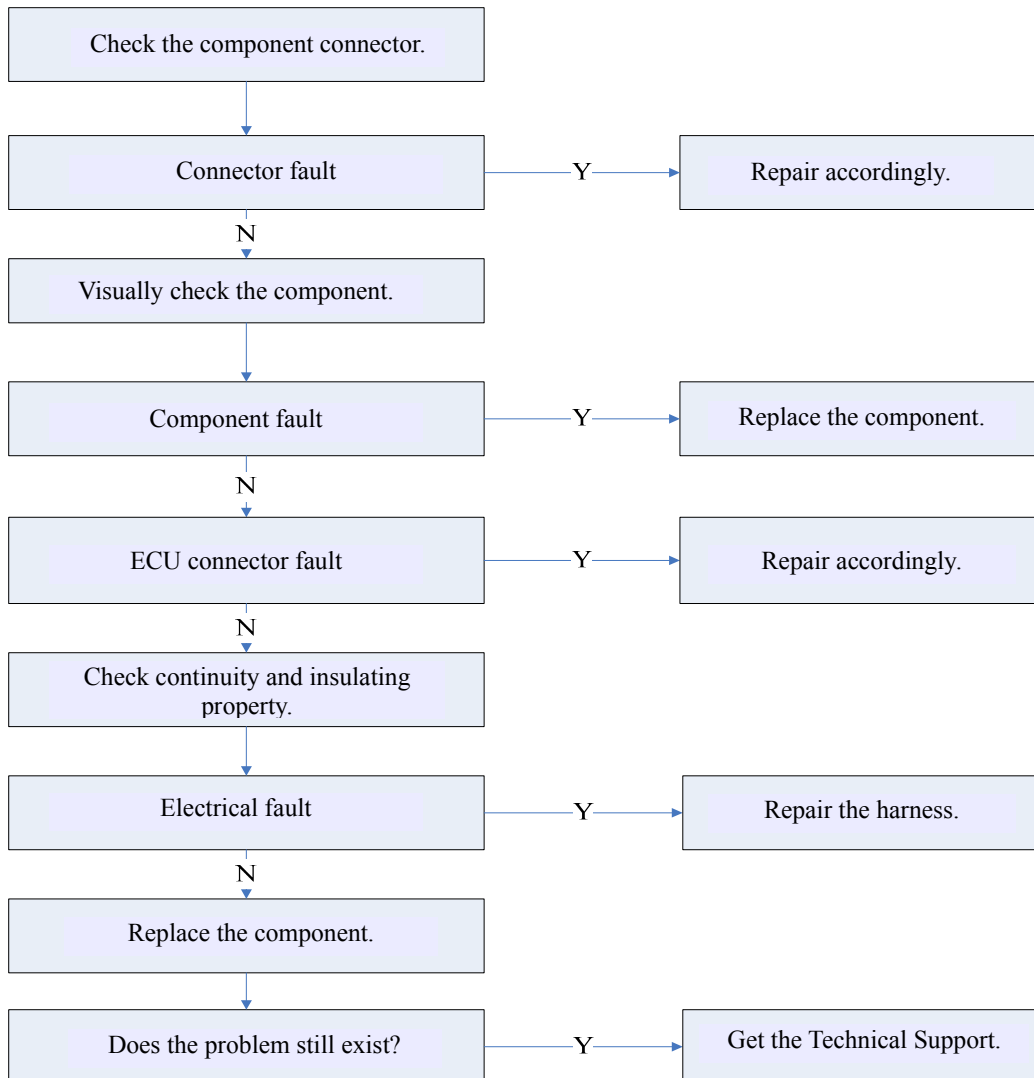 Check the component connector.
Connector fault
Y
Repair accordingly.
N
Visually check the component.
Component fault
Y
Replace the component.
N
ECU connector fault
Y
Repair accordingly.
N
Check continuity and insulating
property.
Electrical fault
Y
Repair the harness.
N
Replace the component.
Does the problem still exist?
Y
Get the Technical Support.